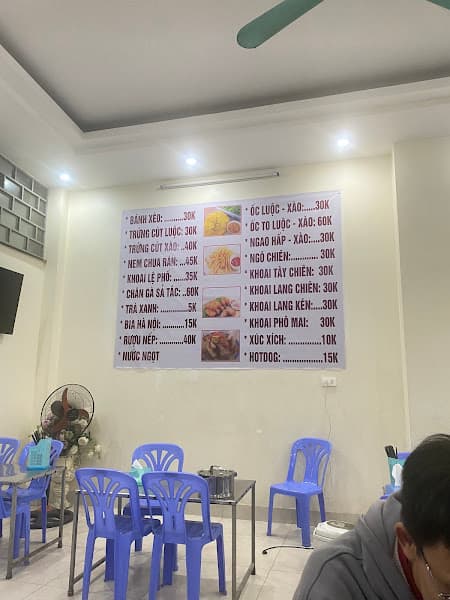 * BÁNH XÈO: ..........30K
* TRỨNG CÚT LUỘC: 30K
* TRỨNG CÚT XÀO: ..40K
* NEM CHUA RÁN: ...45K
* KHOAI LỆ PHỐ: .....35K
* CHÂN GÀ SẢ TẮC: ..60K
* TRÀ XANH: ............5K
* BIA HÀ NỘI: ............15K
* RƯỢU NẾP: ............40K
* NƯỚC NGỌT
* ỐC LUỘC - XÀO:.....30K
* ỐC TO LUỘC - XÀO: 60K
* NGAO HẤP - XÀO:...30K
* NGÔ CHIÊN:...........30K
* KHOAI TÂY CHIÊN: 30K
* KHOAI LANG CHIÊN: 30K
* KHOAI LANG KÉN:...30K
* KHOAI PHÔ MAI: 30K
* XÚC XÍCH: ............10K
* HOTDOG: ...............15K